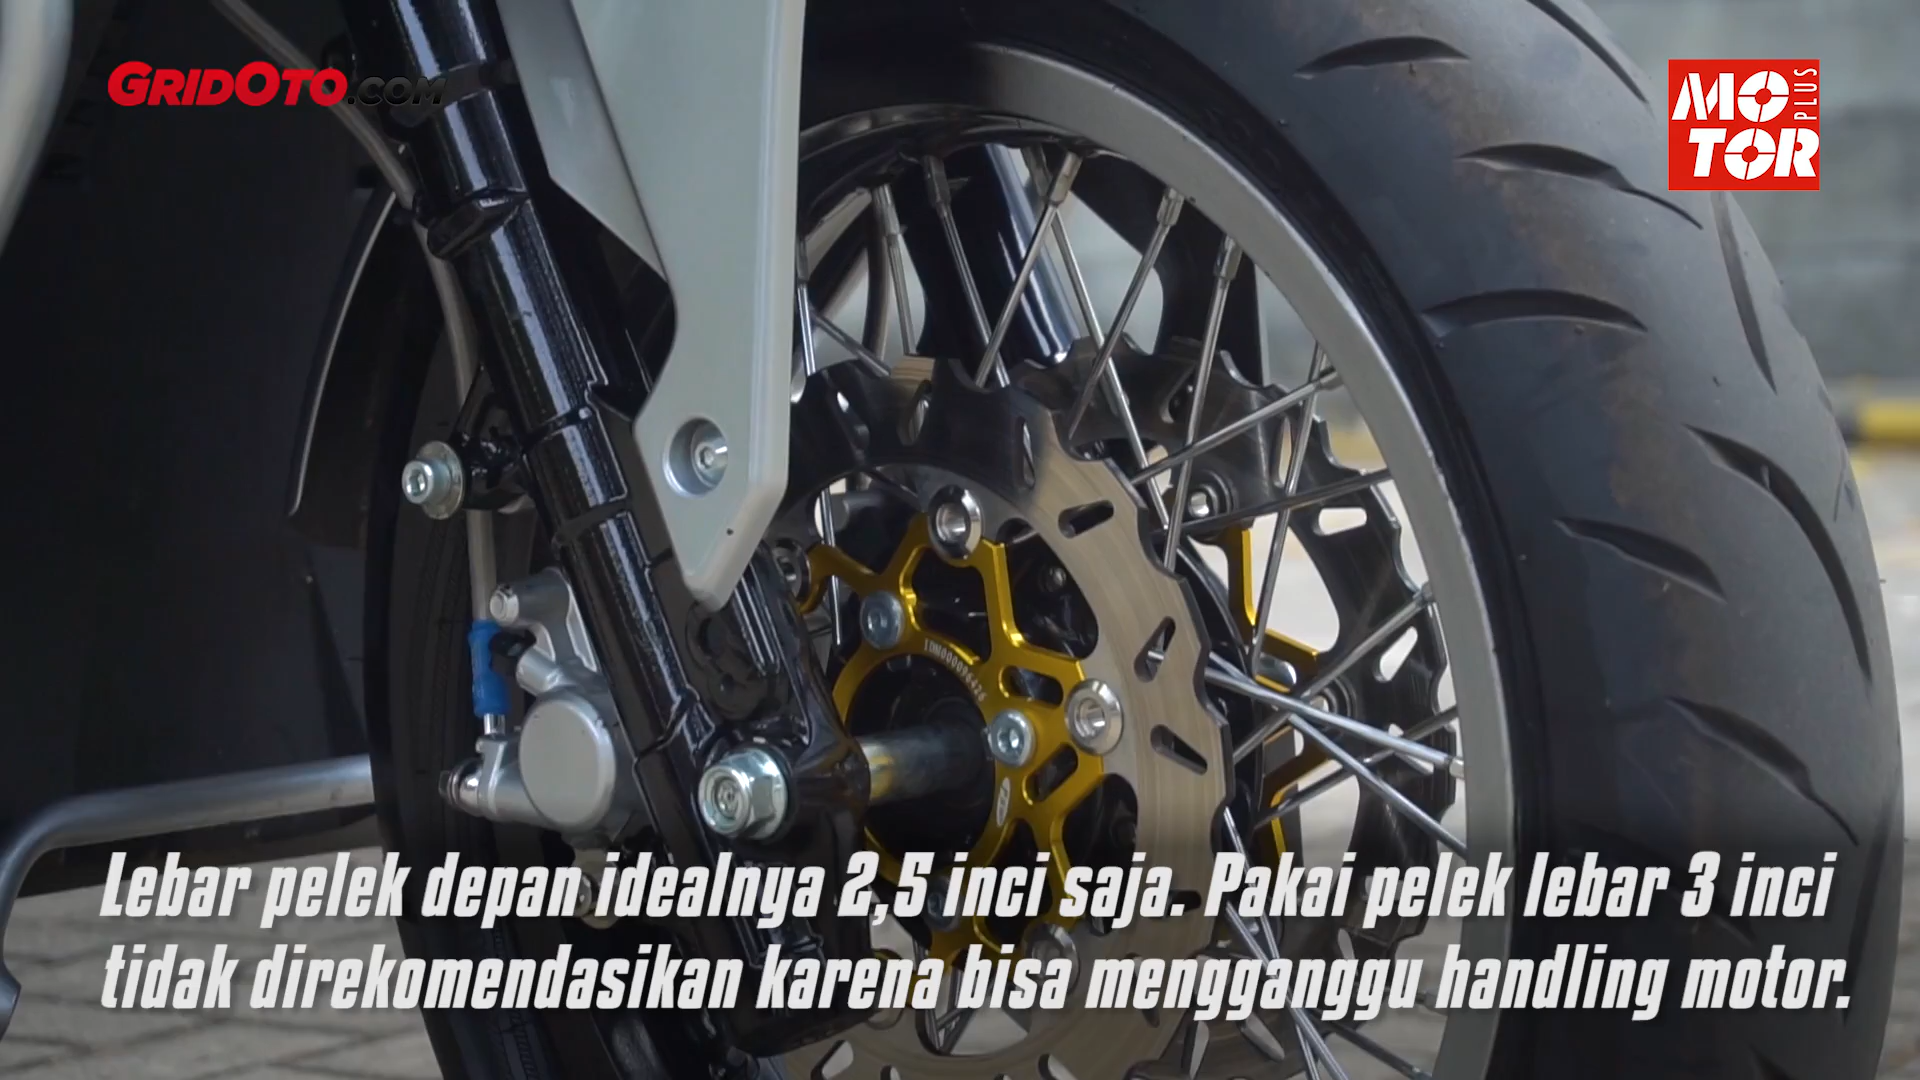 GRIDOTO.COM
MOTOR PLUS
IDM000096426
Lebar pelek depan idealnya 2,5 inci saja. Pakai pelek lebar 3 inci
tidak direkomendasikan karena bisa mengganggu handling motor.